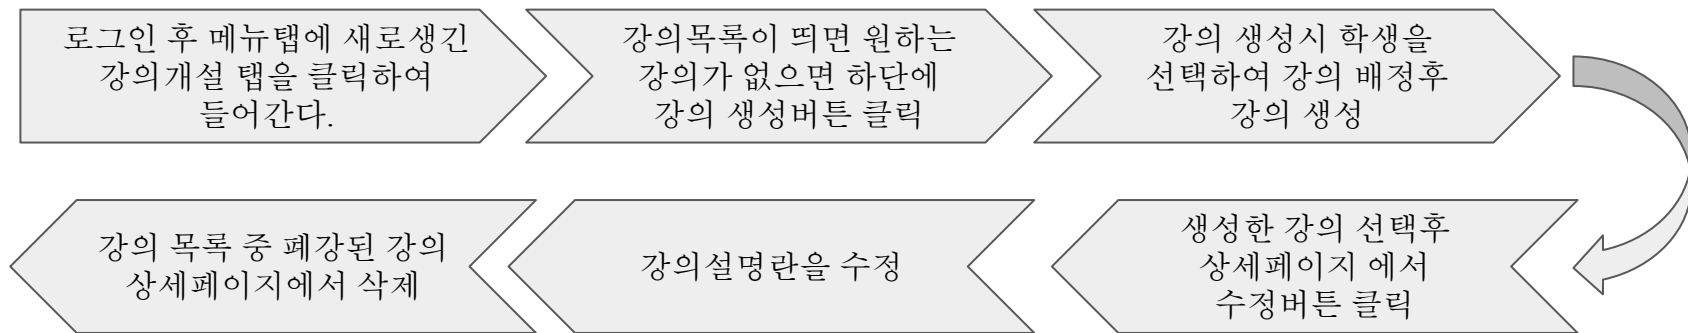 로그인 후 메뉴탭에 새로생긴
강의개설 탭을 클릭하여
들어간다.
강의목록이 띄면 원하는
강의가 없으면 하단에
강의 생성버튼 클릭
강의 생성시 학생을
선택하여 강의 배정후
강의 생성
생성한 강의 선택후
상세페이지 에서
수정버튼 클릭
강의설명란을 수정
강의 목록 중 폐강된 강의
상세페이지에서 삭제